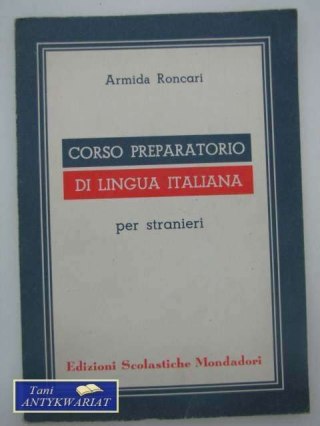 Armida Roncari
CORSO PREPARATORIO
DI LINGUA ITALIANA
per stranieri
Edizioni Scolastiche Mondadori
Tani
ANTYKWARIAT